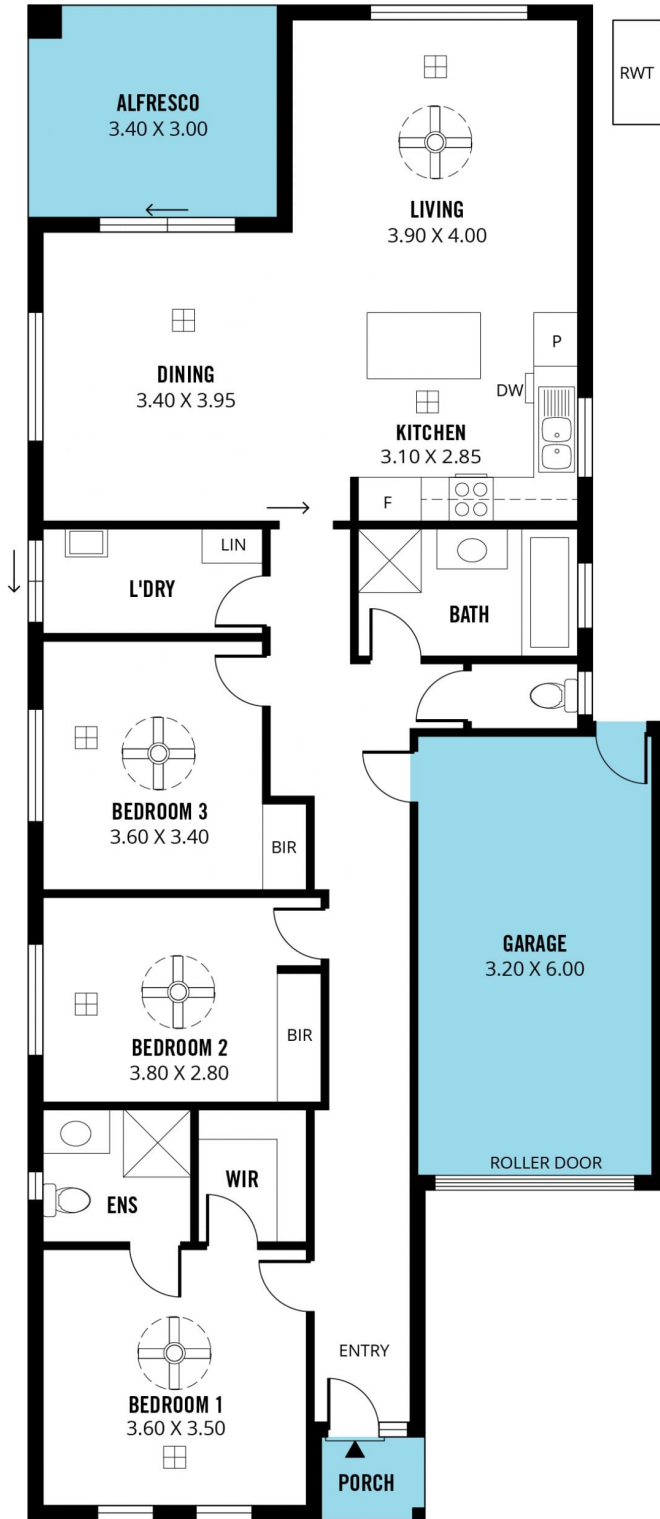 ALFRESCO
3.40 X 3.00
RWT
LIVING
3.90 X 4.00
P
DINING
3.40 X 3.95
DW
KITCHEN
3.10 X 2.85
F
LIN
L'DRY
BATH
BEDROOM 3
3.60 X 3.40
BIR
GARAGE
3.20 X 6.00
BIR
BEDROOM 2
3.80 X 2.80
ROLLER DOOR
WIR
ENS
ENTRY
BEDROOM 1
3.60 X 3.50
PORCH